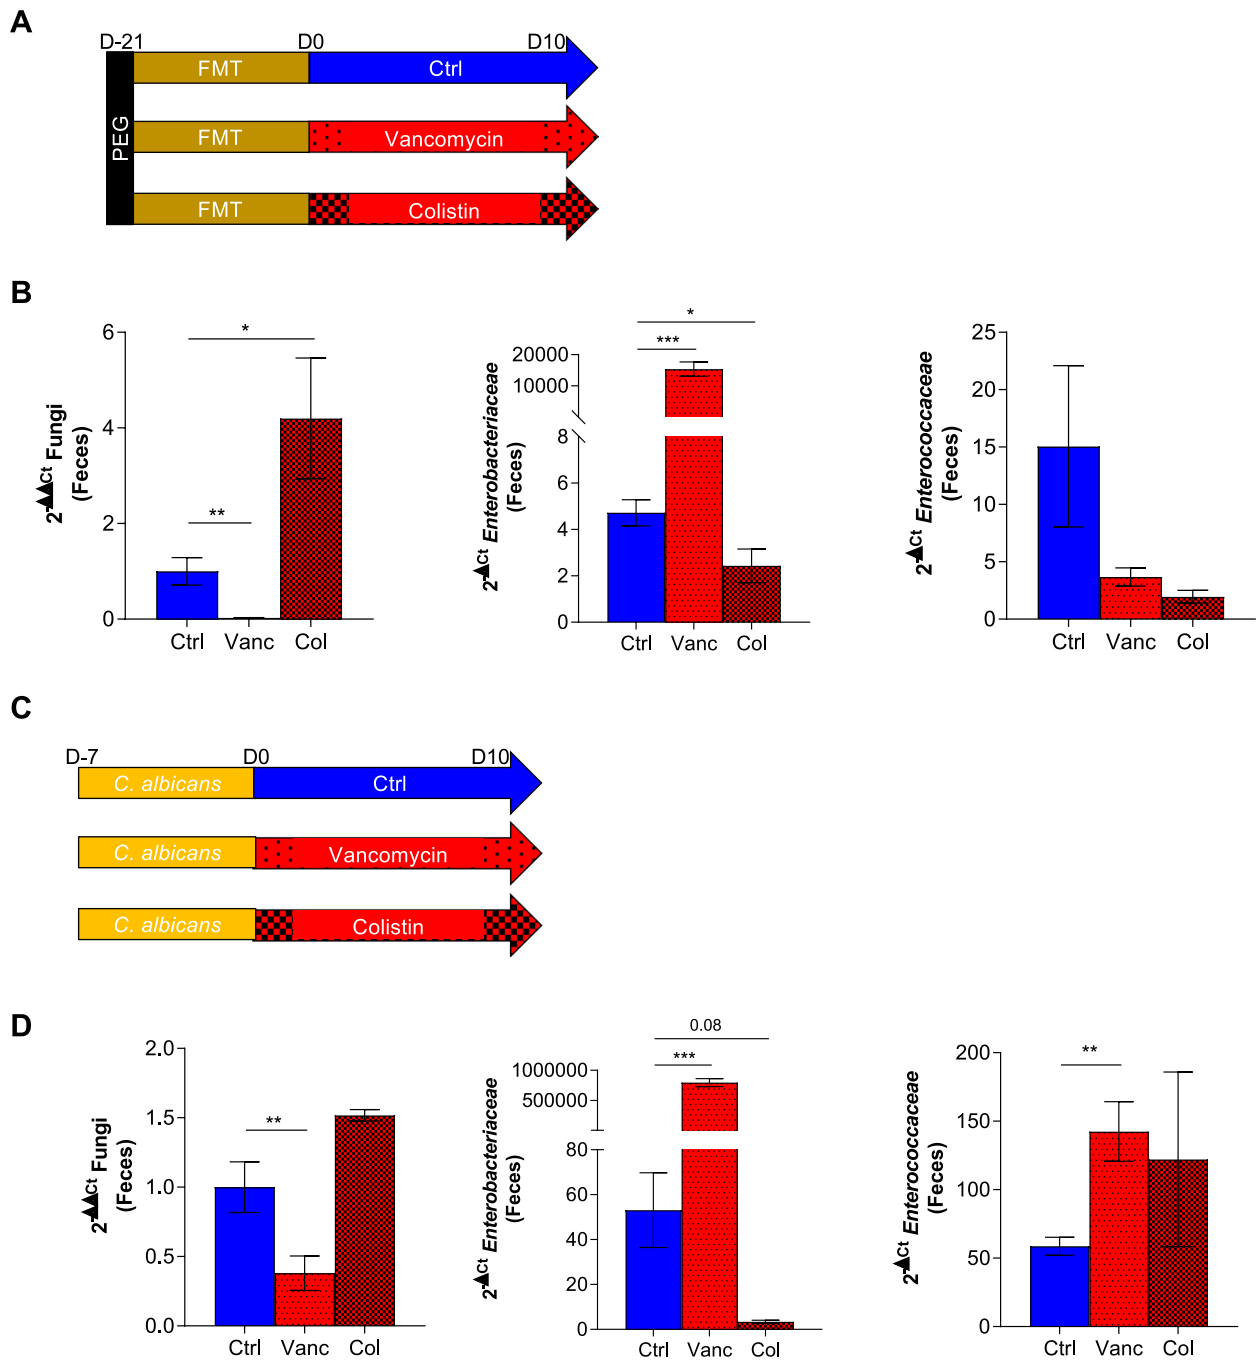 A
D-21 D0 D10
PEG
FMT Ctrl
FMT Vancomycin
FMT Colistin
B
2-ΔΔCt Fungi
(Feces)
6
4
2
0
*
**
Ctrl Vanc Col
2-ΔCt Enterobacteriaceae
(Feces)
20000
10000
8
6
4
2
0
*
***
Ctrl Vanc Col
2-ΔCt Enterococcaceae
(Feces)
25
20
15
10
5
0
Ctrl Vanc Col
C
D-7 D0 D10
C. albicans Ctrl
C. albicans Vancomycin
C. albicans Colistin
D
2-ΔΔCt Fungi
(Feces)
2.0
1.5
1.0
0.5
0.0
**
Ctrl Vanc Col
2-ΔCt Enterobacteriaceae
(Feces)
1000000
500000
80
60
40
20
0
0.08
***
Ctrl Vanc Col
2-ΔCt Enterococcaceae
(Feces)
200
150
100
50
0
**
Ctrl Vanc Col